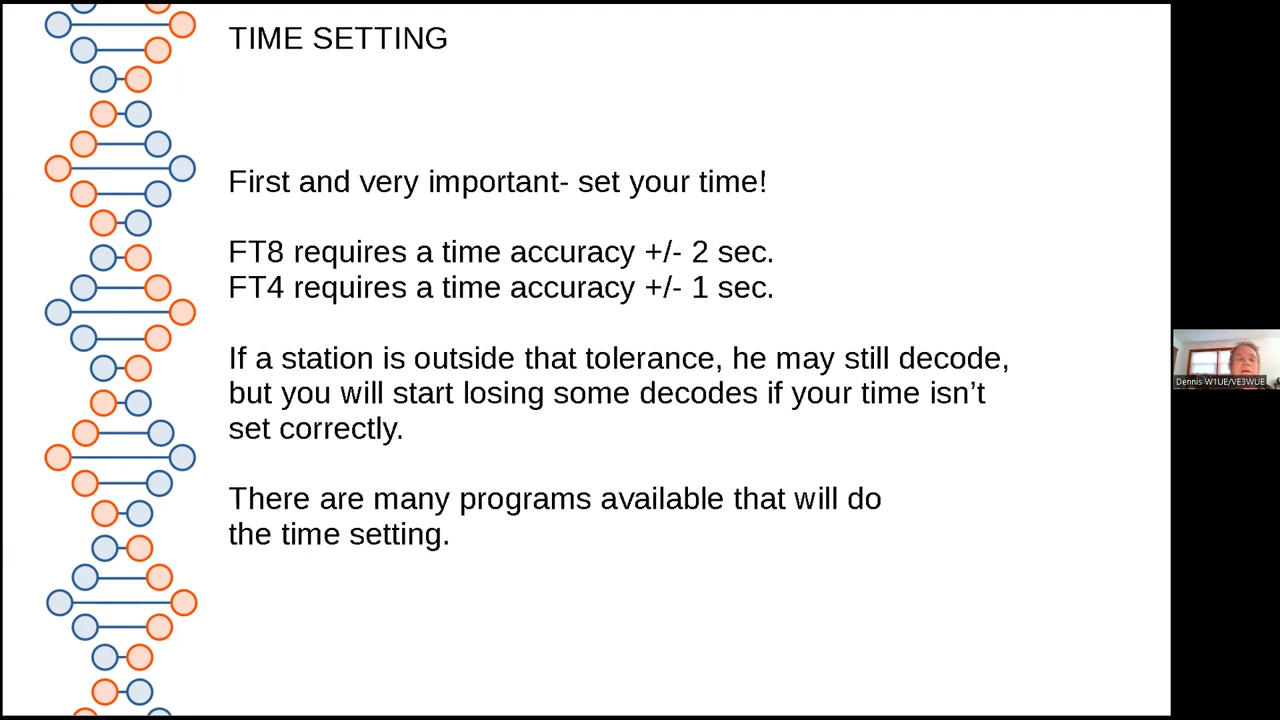 TIME SETTING
First and very important- set your time!
FT8 requires a time accuracy +/- 2 sec.
FT4 requires a time accuracy +/- 1 sec.
If a station is outside that tolerance, he may still decode,
but you will start losing some decodes if your time isn’t
set correctly.
There are many programs available that will do
the time setting.
Dennis W1UE/VE3WUE